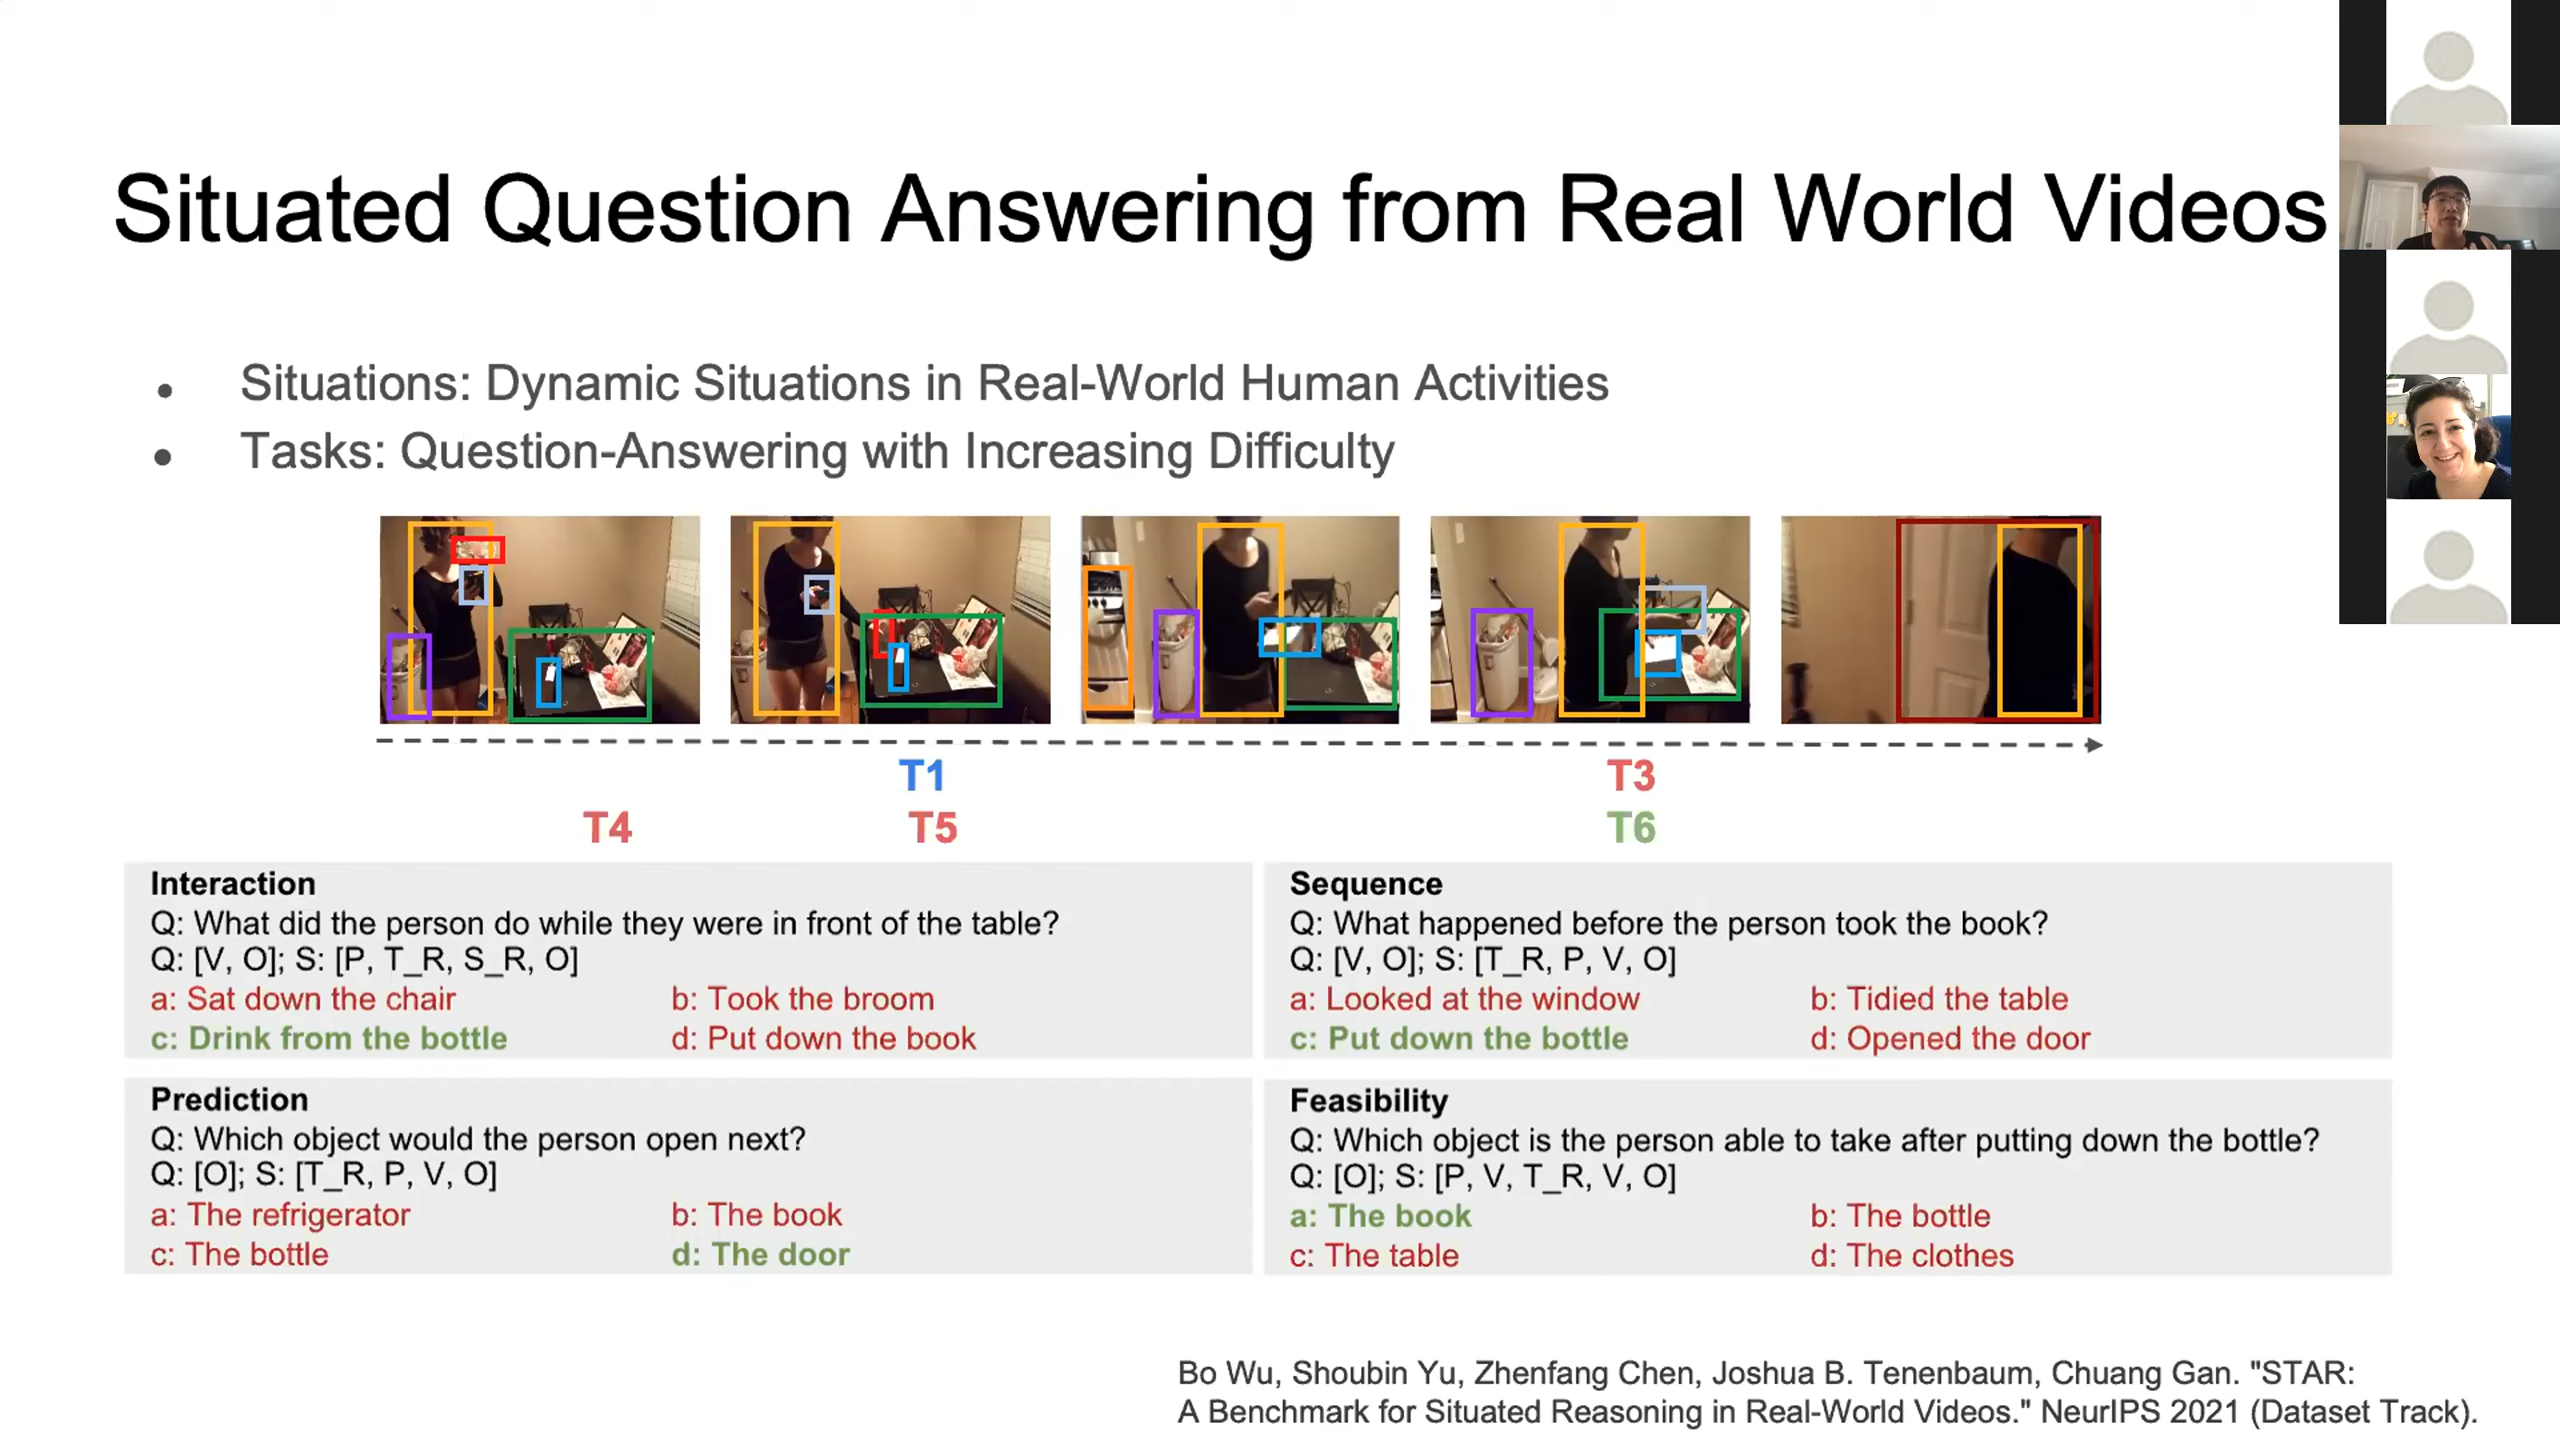 Situated Question Answering from Real World Videos
• Situations: Dynamic Situations in Real-World Human Activities
• Tasks: Question-Answering with Increasing Difficulty
T1
T3
T4
T5
T6
Interaction
Q: What did the person do while they were in front of the table?
Q: [V, O]; S: [P, T_R, S_R, O]
a: Sat down the chair
b: Took the broom
c: Drink from the bottle
d: Put down the book
Sequence
Q: What happened before the person took the book?
Q: [V, O]; S: [T_R, P, V, O]
a: Looked at the window
b: Tidied the table
c: Put down the bottle
d: Opened the door
Prediction
Q: Which object would the person open next?
Q: [O]; S: [T_R, P, V, O]
a: The refrigerator
b: The book
c: The bottle
d: The door
Feasibility
Q: Which object is the person able to take after putting down the bottle?
Q: [O]; S: [P, V, T_R, V, O]
a: The book
b: The bottle
c: The table
d: The clothes
Bo Wu, Shoubin Yu, Zhenfang Chen, Joshua B. Tenenbaum, Chuang Gan. "STAR:
A Benchmark for Situated Reasoning in Real-World Videos." NeurIPS 2021 (Dataset Track).